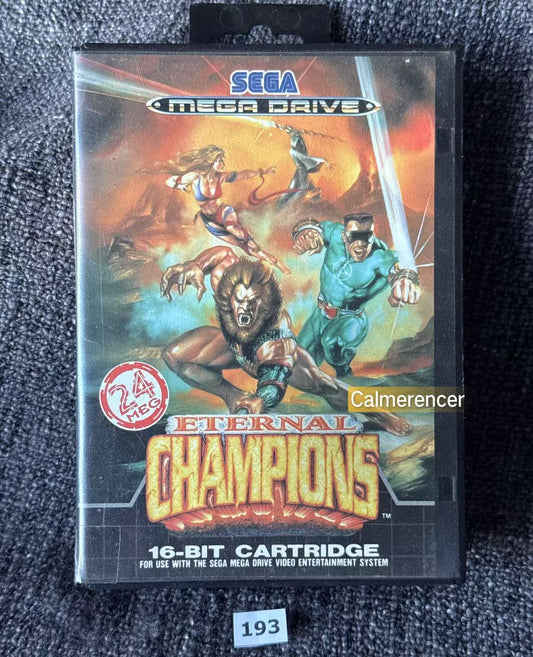 SEGA
MEGA DRIVE
24
MEG
Calmerencer
ETERNAL
CHAMPIONS
TM
16-BIT CARTRIDGE
FOR USE WITH THE SEGA MEGA DRIVE VIDEO ENTERTAINMENT SYSTEM
193